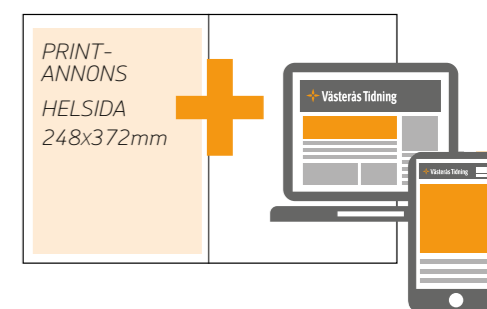 PRINT-
ANNONS
HELSIDA
248x372mm
Västerås Tidning
Västerås Tidning